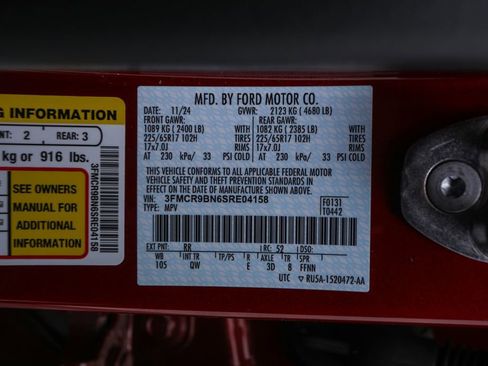 G INFORMATION
NT: 2 REAR: 3
kg or 916 lbs.
SEE OWNERS
MANUAL FOR
ADDITIONAL
INFORMATION
3FMCR9BN6SRE04158
MFD. BY FORD MOTOR CO.
DATE: 11/24 GVWR: 2123 KG ( 4680 LB)
FRONT GAWR: REAR GAWR:
1089 KG ( 2400 LB) WITH 1082 KG ( 2385 LB) WITH
225/65R17 102H TIRES 225/65R17 102H TIRES
17x7.0J RIMS 17x7.0J RIMS
AT 230 kPa/ 33 PSI COLD AT 230 kPa/ 33 PSI COLD
THIS VEHICLE CONFORMS TO ALL APPLICABLE FEDERAL MOTOR
VEHICLE SAFETY AND THEFT PREVENTION STANDARDS IN
EFFECT ON THE DATE OF MANUFACTURE SHOWN ABOVE.
VIN: 3FMCR9BN6SRE04158 F0131
TYPE: MPV T0442
EXT PNT: RR RC: 52 DSO:
WB INT TR TP/PS R AXLE TR SPR
105 QW E 3D 8 FFNN
UTC ▽ RU5A-1520472-AA